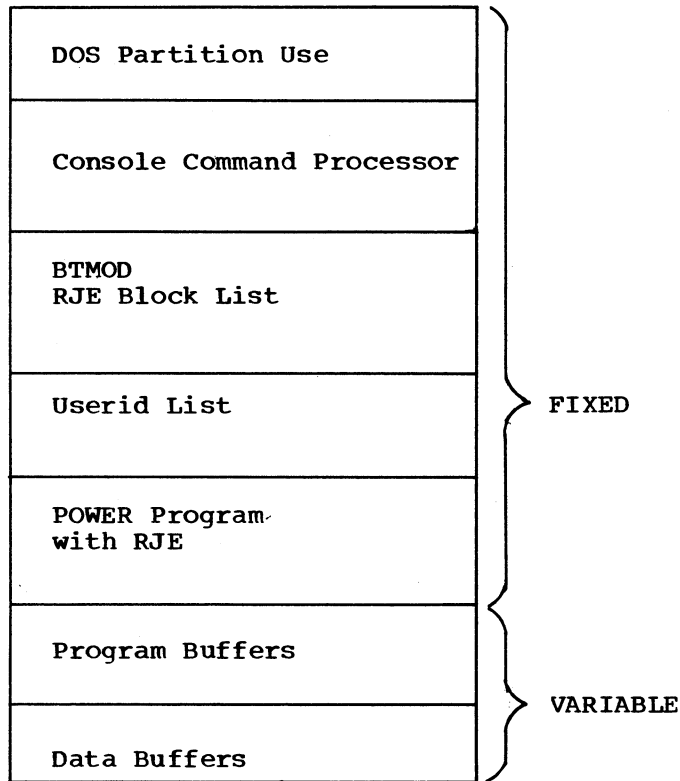 DOS Partition Use
Console Command Processor
BTMOD
RJE Block List
Userid List
FIXED
POWER Program
with RJE
Program Buffers
VARIABLE
Data Buffers